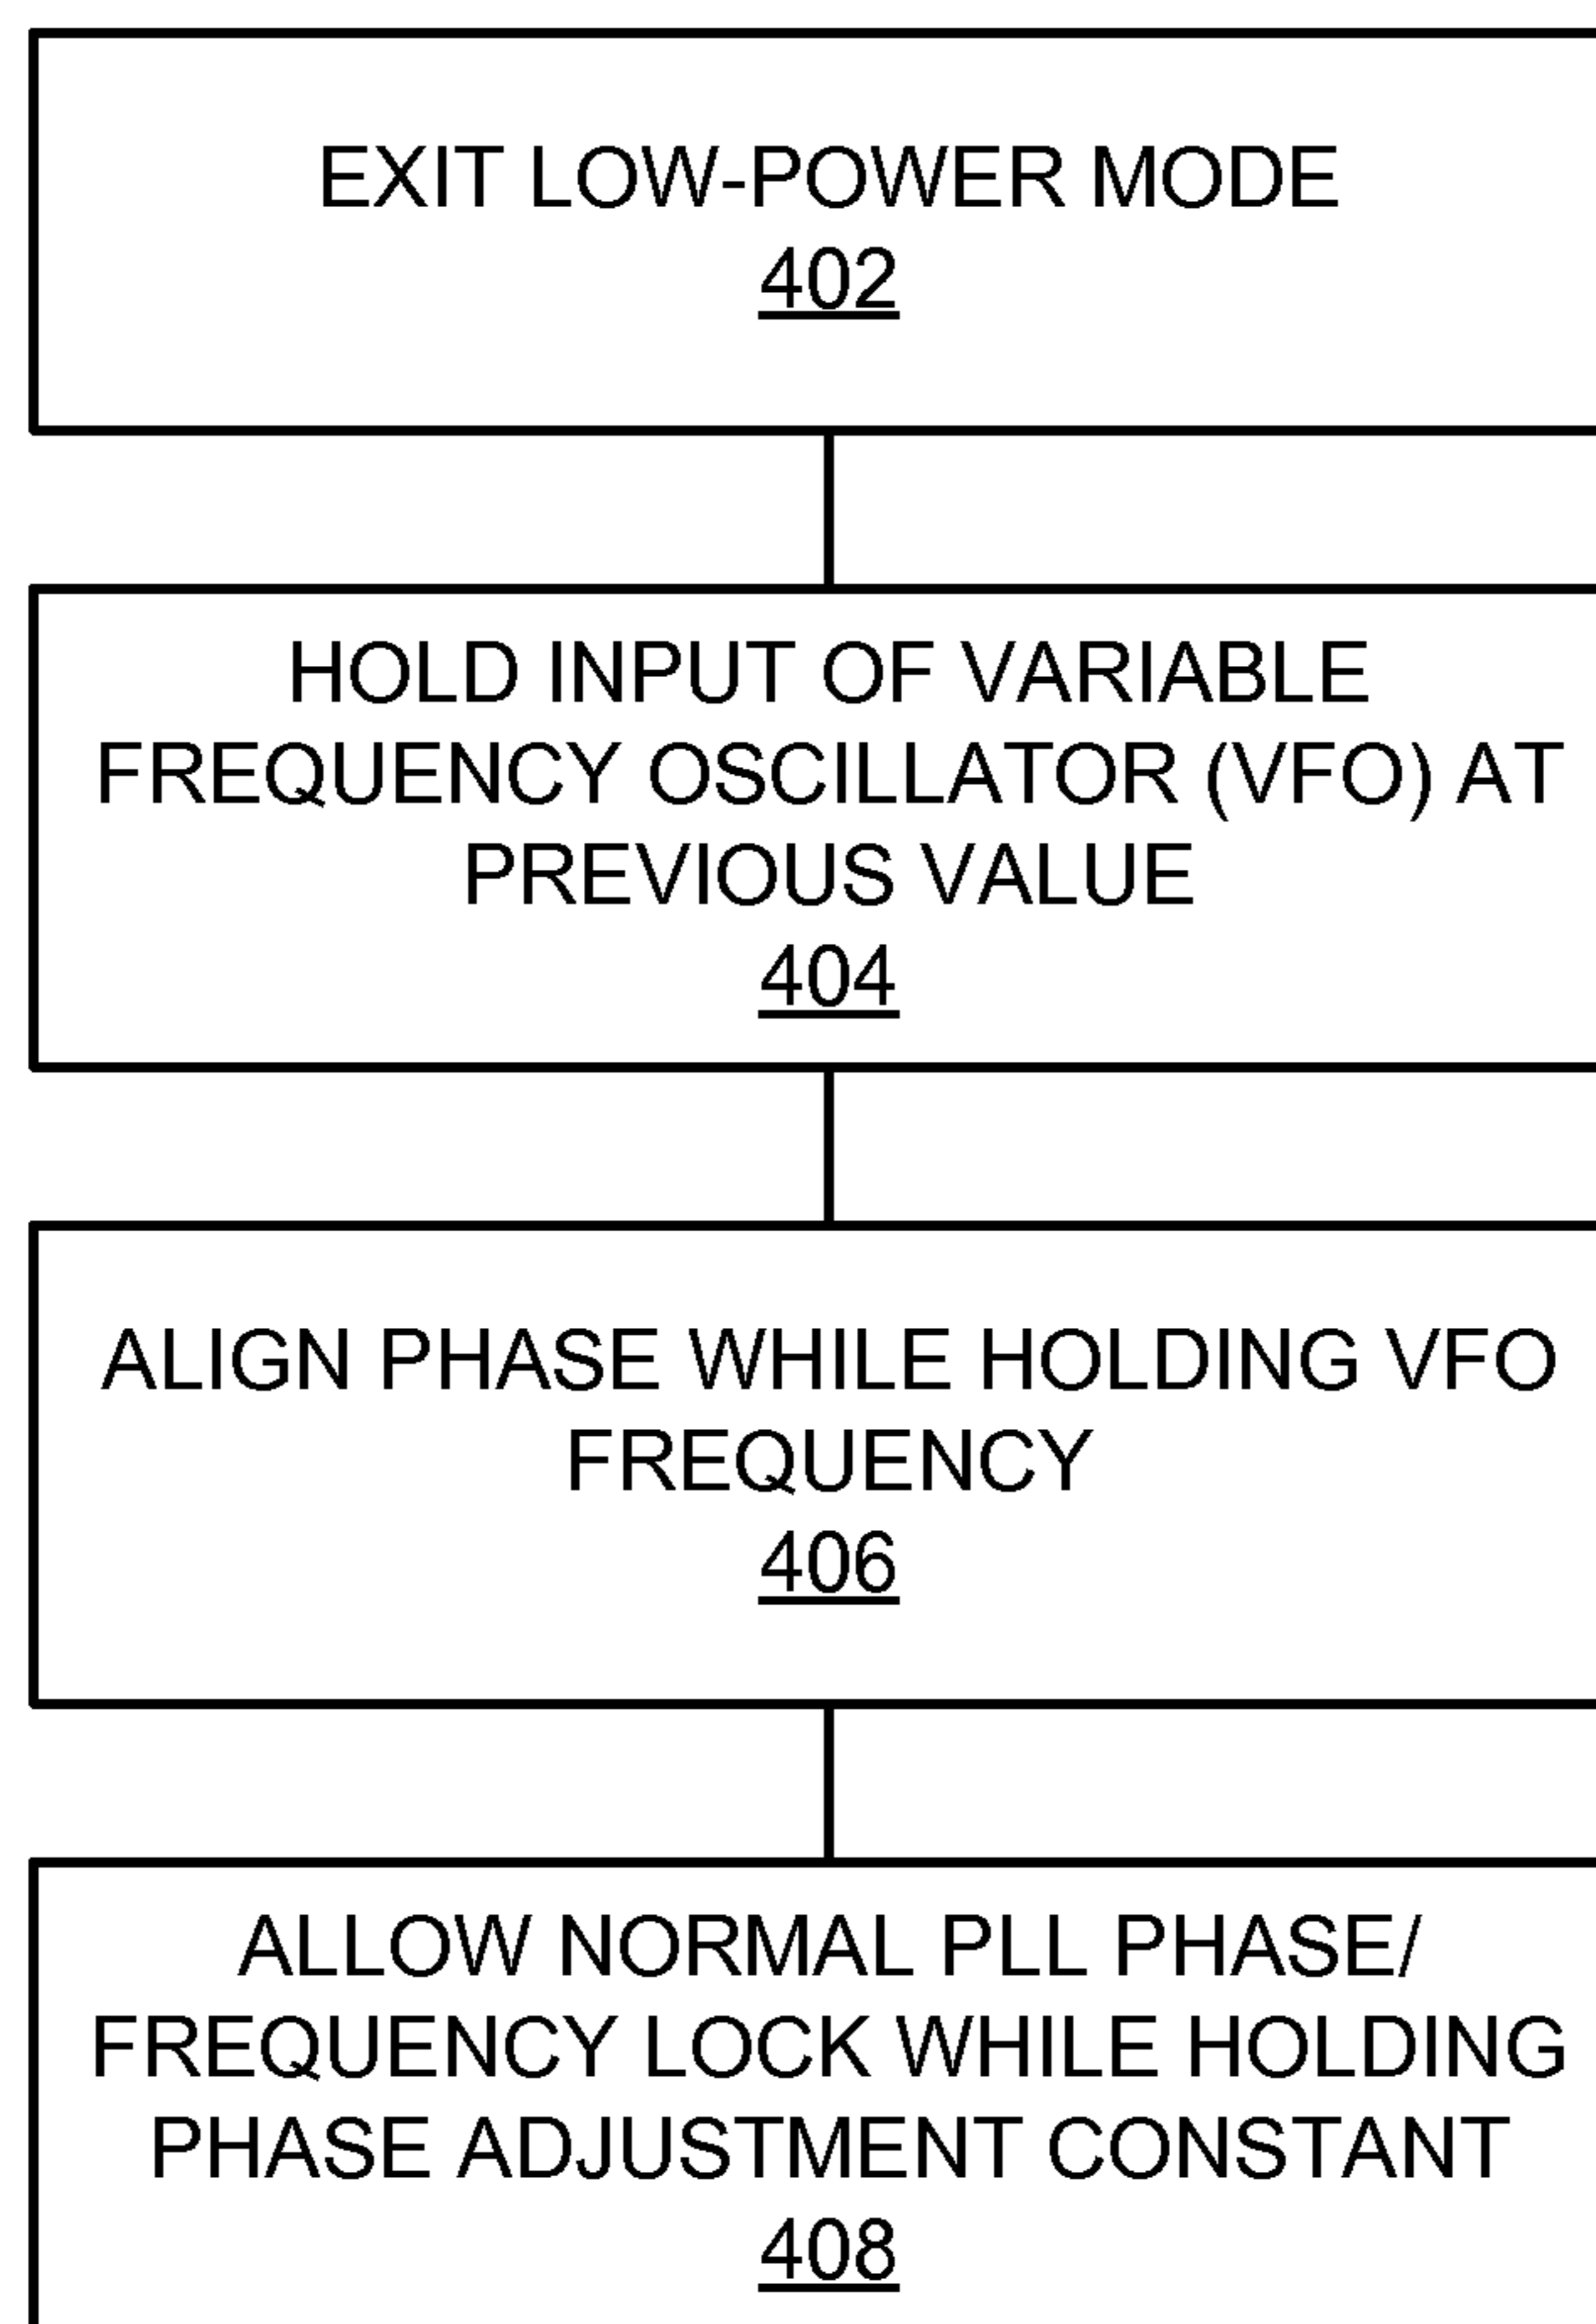 EXIT LOW-POWER MODE
402
HOLD INPUT OF VARIABLE
FREQUENCY OSCILLATOR (VFO) AT
PREVIOUS VALUE
404
ALIGN PHASE WHILE HOLDING VFO
FREQUENCY
406
ALLOW NORMAL PLL PHASE/
FREQUENCY LOCK WHILE HOLDING
PHASE ADJUSTMENT CONSTANT
408